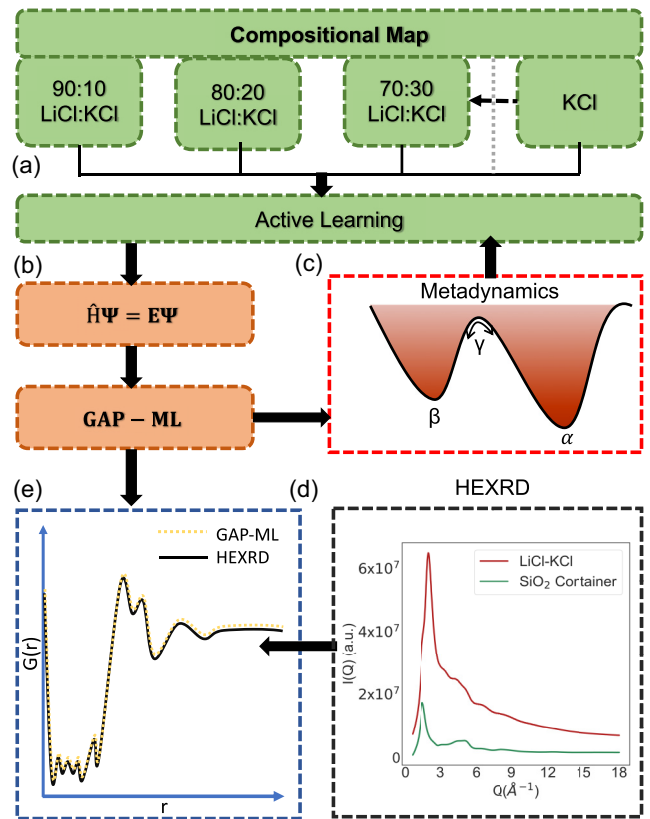 Compositional Map
90:10
LiCl:KCl
80:20
LiCl:KCl
70:30
LiCl:KCl
KCl
(a)
Active Learning
(b)
(c)
ĤΨ = EΨ
Metadynamics
γ
β
α
GAP − ML
(e)
(d)
HEXRD
GAP-ML
HEXRD
G(r)
r
LiCl-KCl
SiO₂ Cortainer
6x10⁷
4x10⁷
2x10⁷
0
I(Q) (a.u.)
0 3 6 9 12 15 18
Q(Å⁻¹)